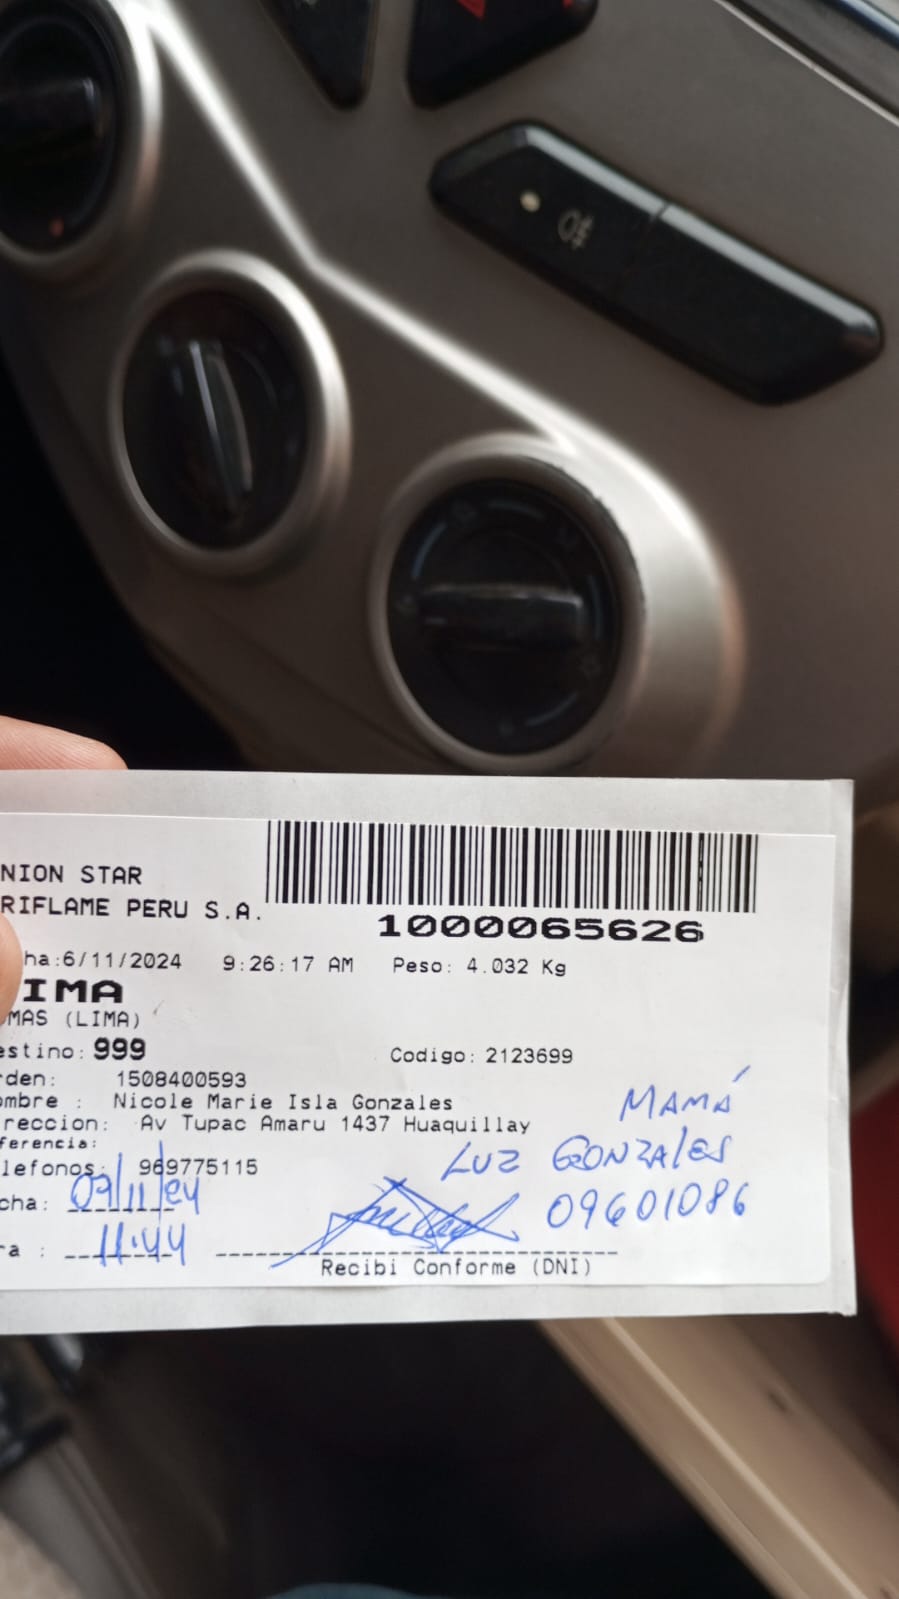 NION STAR
RIFLAME PERU S.A.
1000065626
ha:6/11/2024 9:26:17 AM Peso: 4.032 Kg
IMA
MAS (LIMA)
estino: 999 Codigo: 2123699
rden: 1508400593
ombre : Nicole Marie Isla Gonzales
reccion: Av Tupac Amaru 1437 Huaquillay
ferencia:
lefonos: 969775115
MAMÁ
LUZ GONZALES
cha: 09/11/24
09601086
ra : 11:44
Recibi Conforme (DNI)